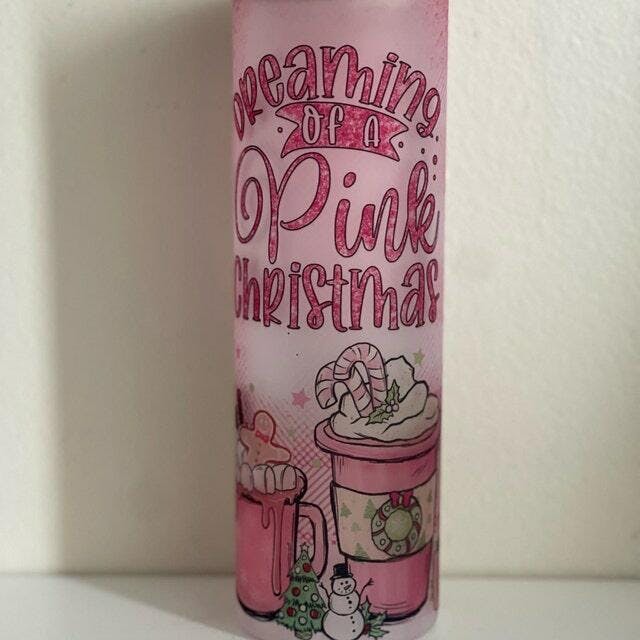 DReaming
OF A
Pink
ChRistmas